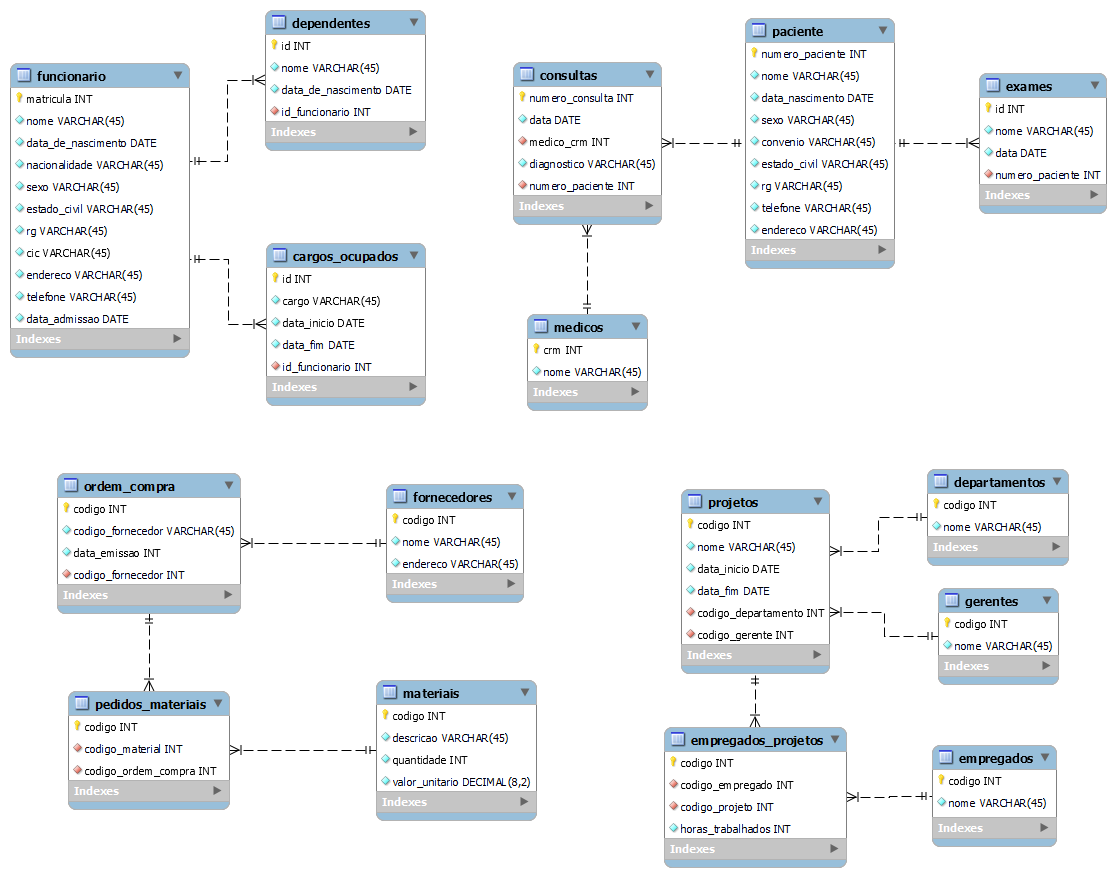 funcionario
matricula INT
nome VARCHAR(45)
data_de_nascimento DATE
nacionalidade VARCHAR(45)
sexo VARCHAR(45)
estado_civil VARCHAR(45)
rg VARCHAR(45)
cic VARCHAR(45)
endereco VARCHAR(45)
telefone VARCHAR(45)
data_admissao DATE
Indexes
dependentes
id INT
nome VARCHAR(45)
data_de_nascimento DATE
id_funcionario INT
Indexes
cargos_ocupados
id INT
cargo VARCHAR(45)
data_inicio DATE
data_fim DATE
id_funcionario INT
Indexes
consultas
numero_consulta INT
data DATE
medico_crm INT
diagnostico VARCHAR(45)
numero_paciente INT
Indexes
medicos
crm INT
nome VARCHAR(45)
Indexes
paciente
numero_paciente INT
nome VARCHAR(45)
data_nascimento DATE
sexo VARCHAR(45)
convenio VARCHAR(45)
estado_civil VARCHAR(45)
rg VARCHAR(45)
telefone VARCHAR(45)
endereco VARCHAR(45)
Indexes
exames
id INT
nome VARCHAR(45)
data DATE
numero_paciente INT
Indexes
ordem_compra
codigo INT
codigo_fornecedor VARCHAR(45)
data_emissao INT
codigo_fornecedor INT
Indexes
fornecedores
codigo INT
nome VARCHAR(45)
endereco VARCHAR(45)
Indexes
pedidos_materiais
codigo INT
codigo_material INT
codigo_ordem_compra INT
Indexes
materiais
codigo INT
descricao VARCHAR(45)
quantidade INT
valor_unitario DECIMAL(8,2)
Indexes
projetos
codigo INT
nome VARCHAR(45)
data_inicio DATE
data_fim DATE
codigo_departamento INT
codigo_gerente INT
Indexes
departamentos
codigo INT
nome VARCHAR(45)
Indexes
gerentes
codigo INT
nome VARCHAR(45)
Indexes
empregados_projetos
codigo INT
codigo_empregado INT
codigo_projeto INT
horas_trabalhados INT
Indexes
empregados
codigo INT
nome VARCHAR(45)
Indexes